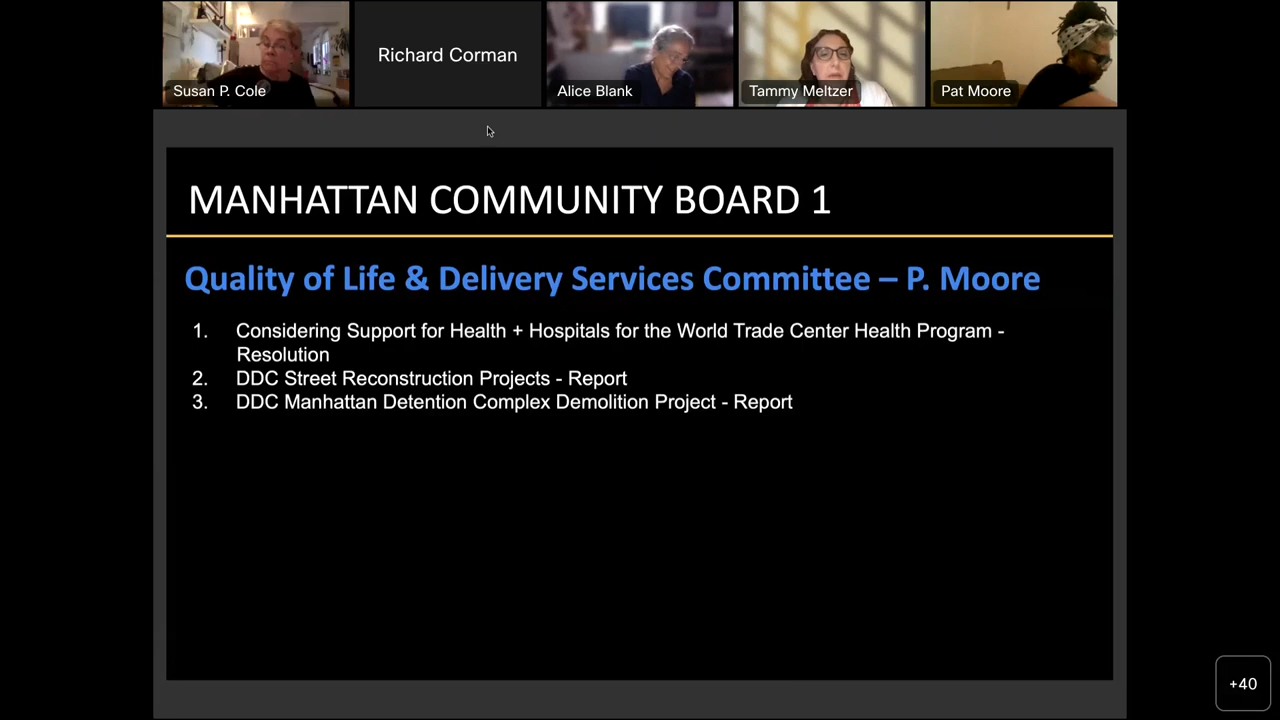 Susan P. Cole
Richard Corman
Alice Blank
Tammy Meltzer
Pat Moore
MANHATTAN COMMUNITY BOARD 1
Quality of Life & Delivery Services Committee – P. Moore
1. Considering Support for Health + Hospitals for the World Trade Center Health Program -
Resolution
2. DDC Street Reconstruction Projects - Report
3. DDC Manhattan Detention Complex Demolition Project - Report
+40